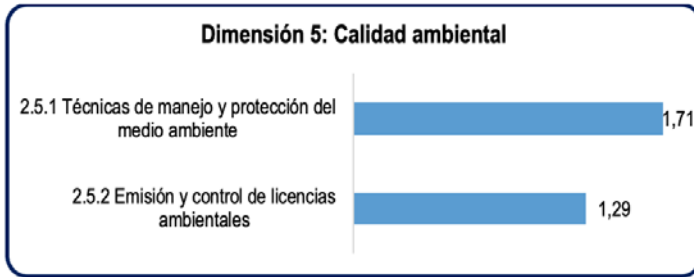 Dimensión 5: Calidad ambiental
2.5.1 Técnicas de manejo y protección del
medio ambiente
1,71
2.5.2 Emisión y control de licencias
ambientales
1,29